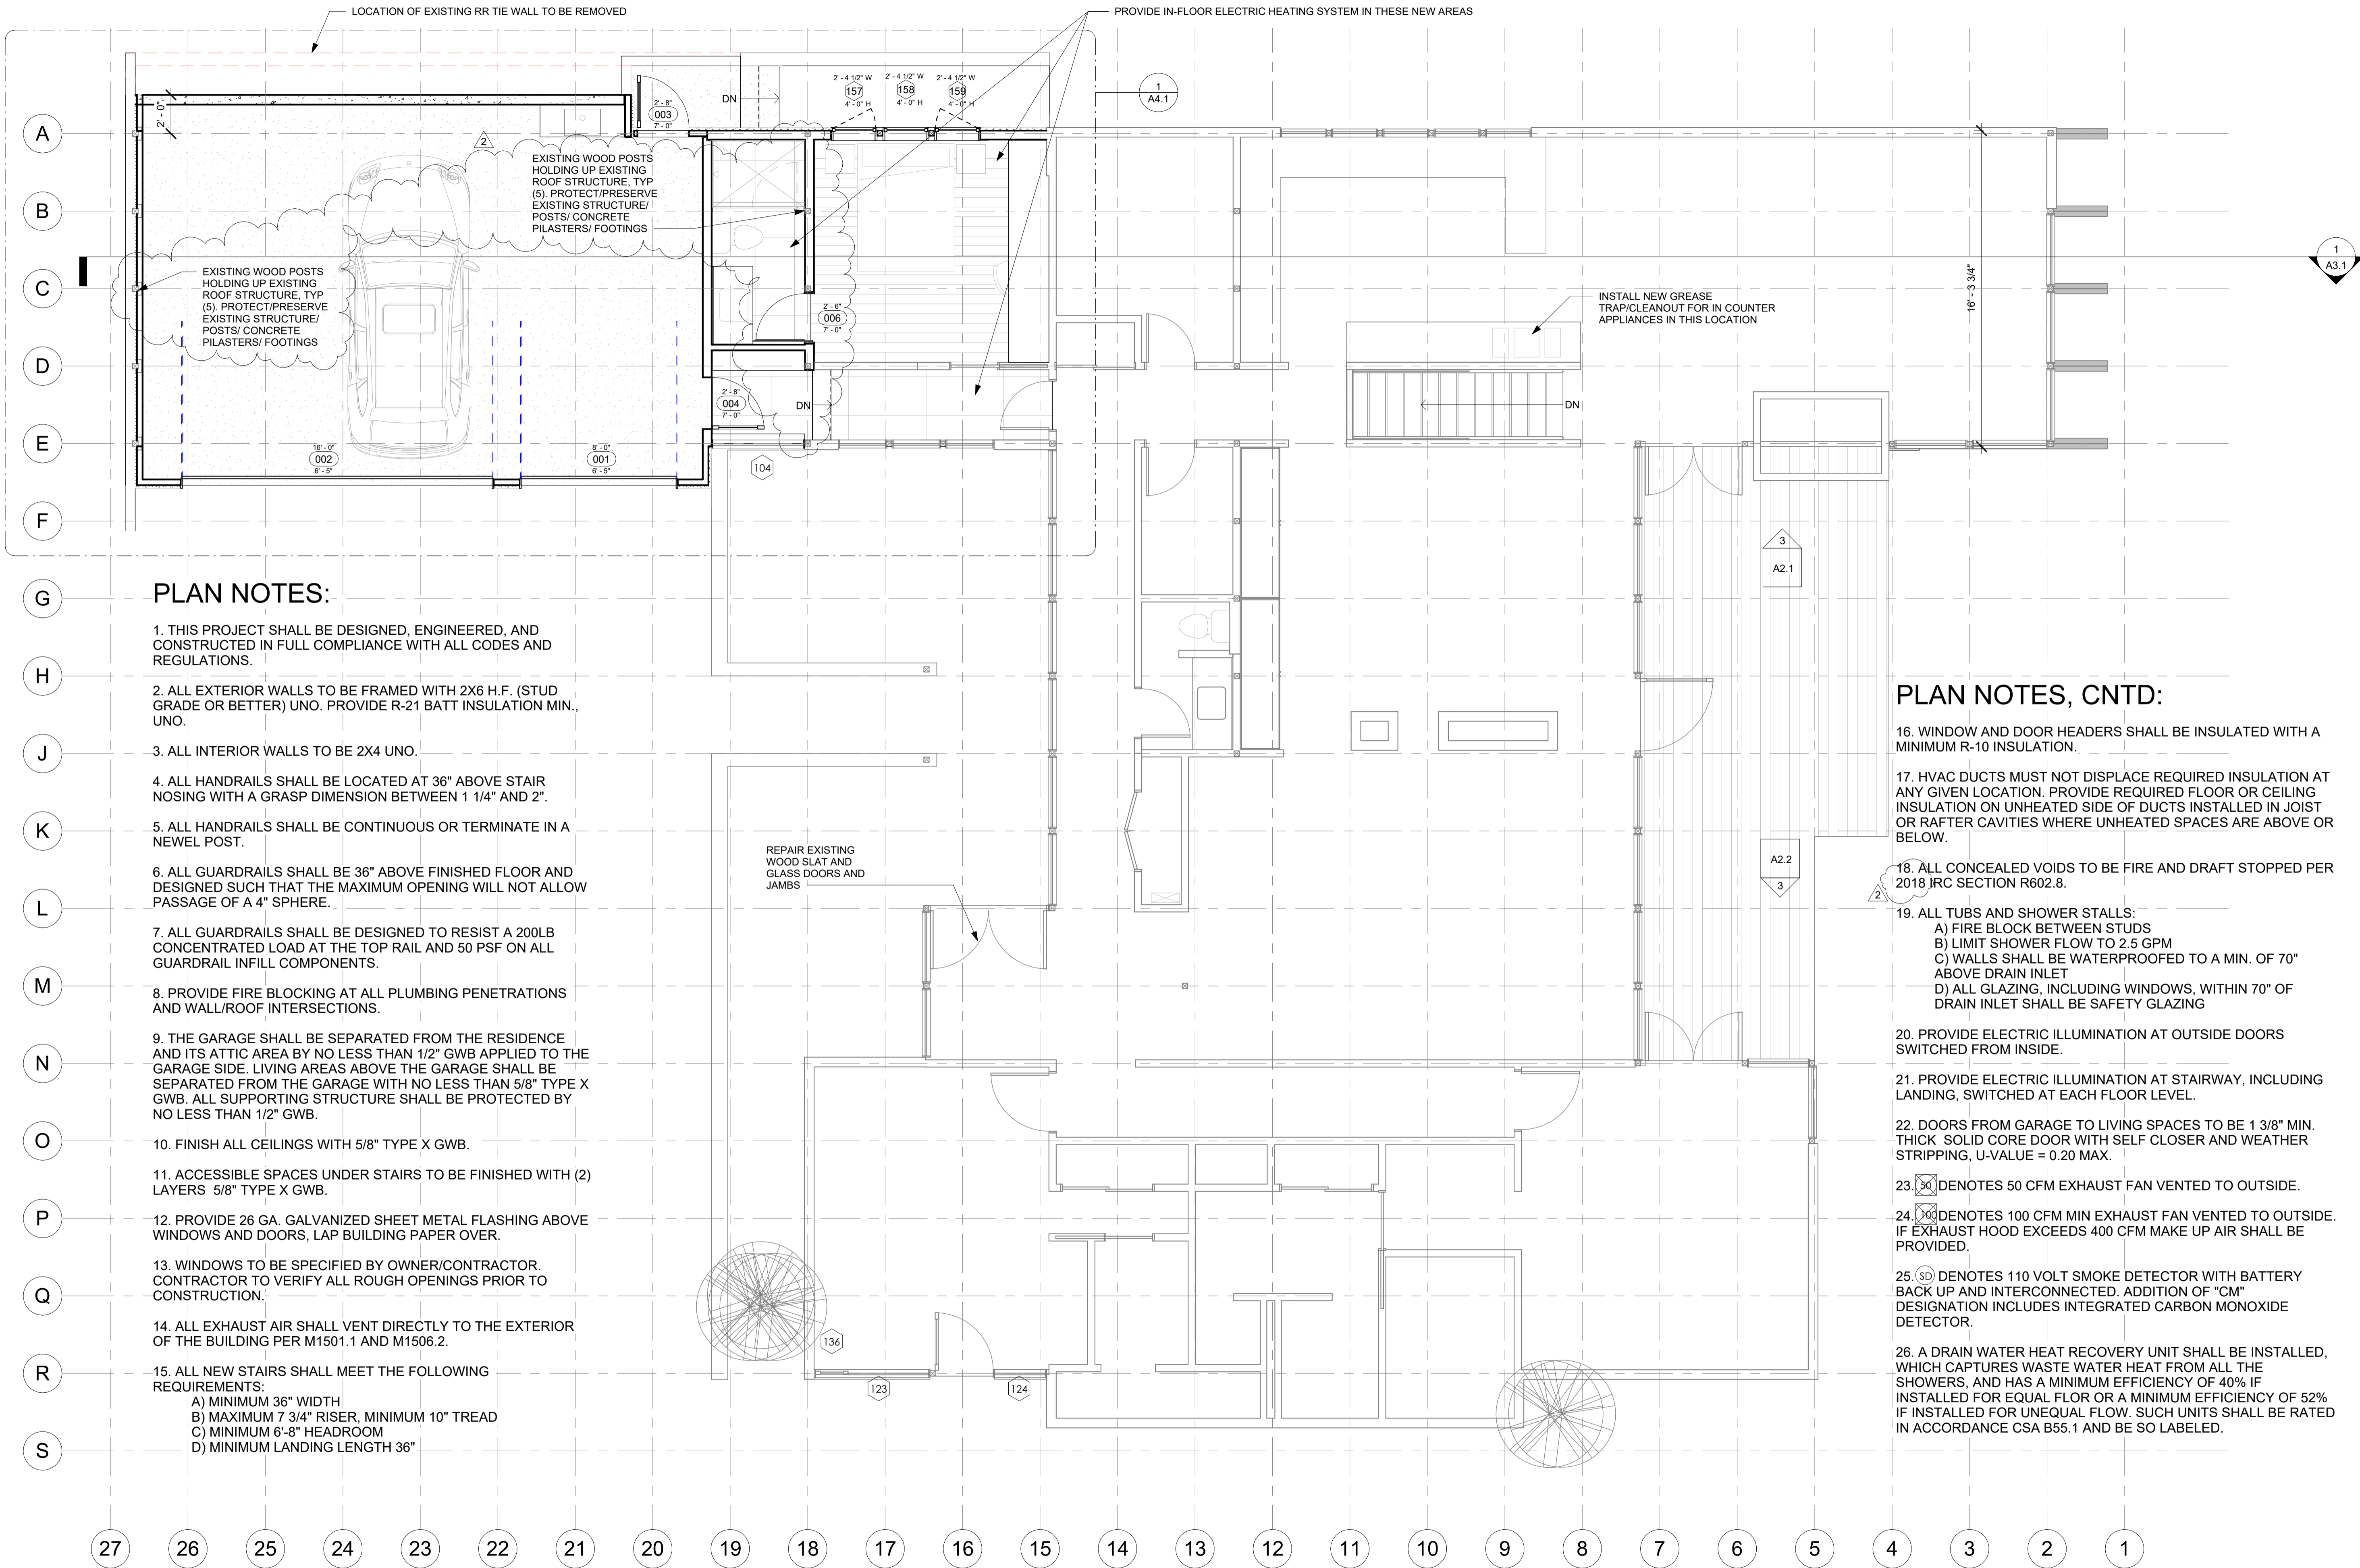 LOCATION OF EXISTING RR TIE WALL TO BE REMOVED
PROVIDE IN-FLOOR ELECTRIC HEATING SYSTEM IN THESE NEW AREAS
1
A4.1
2' - 0"
2' - 8"
003
7' - 0"
DN
2' - 4 1/2" W
157
4' - 0" H
2' - 4 1/2" W
158
4' - 0" H
2' - 4 1/2" W
159
4' - 0" H
A
2
EXISTING WOOD POSTS
HOLDING UP EXISTING
ROOF STRUCTURE, TYP
(5). PROTECT/PRESERVE
EXISTING STRUCTURE/
POSTS/ CONCRETE
PILASTERS/ FOOTINGS
B
1
A3.1
EXISTING WOOD POSTS
HOLDING UP EXISTING
ROOF STRUCTURE, TYP
(5). PROTECT/PRESERVE
EXISTING STRUCTURE/
POSTS/ CONCRETE
PILASTERS/ FOOTINGS
C
16' - 3 3/4"
2' - 6"
006
7' - 0"
INSTALL NEW GREASE
TRAP/CLEANOUT FOR IN COUNTER
APPLIANCES IN THIS LOCATION
D
2' - 8"
004
7' - 0"
DN
DN
E
16' - 0"
002
6' - 5"
8' - 0"
001
6' - 5"
104
F
3
A2.1
G
H
J
K
L
M
N
O
P
Q
R
S
PLAN NOTES:
1. THIS PROJECT SHALL BE DESIGNED, ENGINEERED, AND
CONSTRUCTED IN FULL COMPLIANCE WITH ALL CODES AND
REGULATIONS.
2. ALL EXTERIOR WALLS TO BE FRAMED WITH 2X6 H.F. (STUD
GRADE OR BETTER) UNO. PROVIDE R-21 BATT INSULATION MIN.,
UNO.
3. ALL INTERIOR WALLS TO BE 2X4 UNO.
4. ALL HANDRAILS SHALL BE LOCATED AT 36" ABOVE STAIR
NOSING WITH A GRASP DIMENSION BETWEEN 1 1/4" AND 2".
5. ALL HANDRAILS SHALL BE CONTINUOUS OR TERMINATE IN A
NEWEL POST.
6. ALL GUARDRAILS SHALL BE 36" ABOVE FINISHED FLOOR AND
DESIGNED SUCH THAT THE MAXIMUM OPENING WILL NOT ALLOW
PASSAGE OF A 4" SPHERE.
7. ALL GUARDRAILS SHALL BE DESIGNED TO RESIST A 200LB
CONCENTRATED LOAD AT THE TOP RAIL AND 50 PSF ON ALL
GUARDRAIL INFILL COMPONENTS.
8. PROVIDE FIRE BLOCKING AT ALL PLUMBING PENETRATIONS
AND WALL/ROOF INTERSECTIONS.
9. THE GARAGE SHALL BE SEPARATED FROM THE RESIDENCE
AND ITS ATTIC AREA BY NO LESS THAN 1/2" GWB APPLIED TO THE
GARAGE SIDE. LIVING AREAS ABOVE THE GARAGE SHALL BE
SEPARATED FROM THE GARAGE WITH NO LESS THAN 5/8" TYPE X
GWB. ALL SUPPORTING STRUCTURE SHALL BE PROTECTED BY
NO LESS THAN 1/2" GWB.
10. FINISH ALL CEILINGS WITH 5/8" TYPE X GWB.
11. ACCESSIBLE SPACES UNDER STAIRS TO BE FINISHED WITH (2)
LAYERS 5/8" TYPE X GWB.
12. PROVIDE 26 GA. GALVANIZED SHEET METAL FLASHING ABOVE
WINDOWS AND DOORS, LAP BUILDING PAPER OVER.
13. WINDOWS TO BE SPECIFIED BY OWNER/CONTRACTOR.
CONTRACTOR TO VERIFY ALL ROUGH OPENINGS PRIOR TO
CONSTRUCTION.
14. ALL EXHAUST AIR SHALL VENT DIRECTLY TO THE EXTERIOR
OF THE BUILDING PER M1501.1 AND M1506.2.
15. ALL NEW STAIRS SHALL MEET THE FOLLOWING
REQUIREMENTS:
A) MINIMUM 36" WIDTH
B) MAXIMUM 7 3/4" RISER, MINIMUM 10" TREAD
C) MINIMUM 6'-8" HEADROOM
D) MINIMUM LANDING LENGTH 36"
REPAIR EXISTING
WOOD SLAT AND
GLASS DOORS AND
JAMBS
A2.2
3
136
123
124
PLAN NOTES, CNTD:
16. WINDOW AND DOOR HEADERS SHALL BE INSULATED WITH A
MINIMUM R-10 INSULATION.
17. HVAC DUCTS MUST NOT DISPLACE REQUIRED INSULATION AT
ANY GIVEN LOCATION. PROVIDE REQUIRED FLOOR OR CEILING
INSULATION ON UNHEATED SIDE OF DUCTS INSTALLED IN JOIST
OR RAFTER CAVITIES WHERE UNHEATED SPACES ARE ABOVE OR
BELOW.
18. ALL CONCEALED VOIDS TO BE FIRE AND DRAFT STOPPED PER
2018 IRC SECTION R602.8.
2
19. ALL TUBS AND SHOWER STALLS:
A) FIRE BLOCK BETWEEN STUDS
B) LIMIT SHOWER FLOW TO 2.5 GPM
C) WALLS SHALL BE WATERPROOFED TO A MIN. OF 70"
ABOVE DRAIN INLET
D) ALL GLAZING, INCLUDING WINDOWS, WITHIN 70" OF
DRAIN INLET SHALL BE SAFETY GLAZING
20. PROVIDE ELECTRIC ILLUMINATION AT OUTSIDE DOORS
SWITCHED FROM INSIDE.
21. PROVIDE ELECTRIC ILLUMINATION AT STAIRWAY, INCLUDING
LANDING, SWITCHED AT EACH FLOOR LEVEL.
22. DOORS FROM GARAGE TO LIVING SPACES TO BE 1 3/8" MIN.
THICK SOLID CORE DOOR WITH SELF CLOSER AND WEATHER
STRIPPING, U-VALUE = 0.20 MAX.
23. 50 DENOTES 50 CFM EXHAUST FAN VENTED TO OUTSIDE.
24. 100 DENOTES 100 CFM MIN EXHAUST FAN VENTED TO OUTSIDE.
IF EXHAUST HOOD EXCEEDS 400 CFM MAKE UP AIR SHALL BE
PROVIDED.
25. SD DENOTES 110 VOLT SMOKE DETECTOR WITH BATTERY
BACK UP AND INTERCONNECTED. ADDITION OF "CM"
DESIGNATION INCLUDES INTEGRATED CARBON MONOXIDE
DETECTOR.
26. A DRAIN WATER HEAT RECOVERY UNIT SHALL BE INSTALLED,
WHICH CAPTURES WASTE WATER HEAT FROM ALL THE
SHOWERS, AND HAS A MINIMUM EFFICIENCY OF 40% IF
INSTALLED FOR EQUAL FLOR OR A MINIMUM EFFICIENCY OF 52%
IF INSTALLED FOR UNEQUAL FLOW. SUCH UNITS SHALL BE RATED
IN ACCORDANCE CSA B55.1 AND BE SO LABELED.
27 26 25 24 23 22 21 20 19 18 17 16 15 14 13 12 11 10 9 8 7 6 5 4 3 2 1